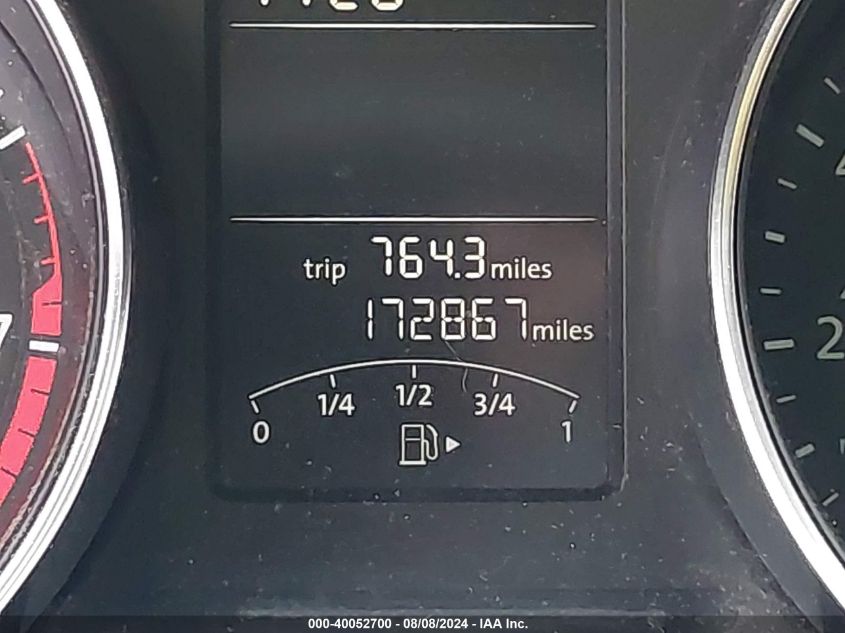 trip 764.3 miles
172867 miles
0 1/4 1/2 3/4 1
000-40052700 - 08/08/2024 - IAA Inc.